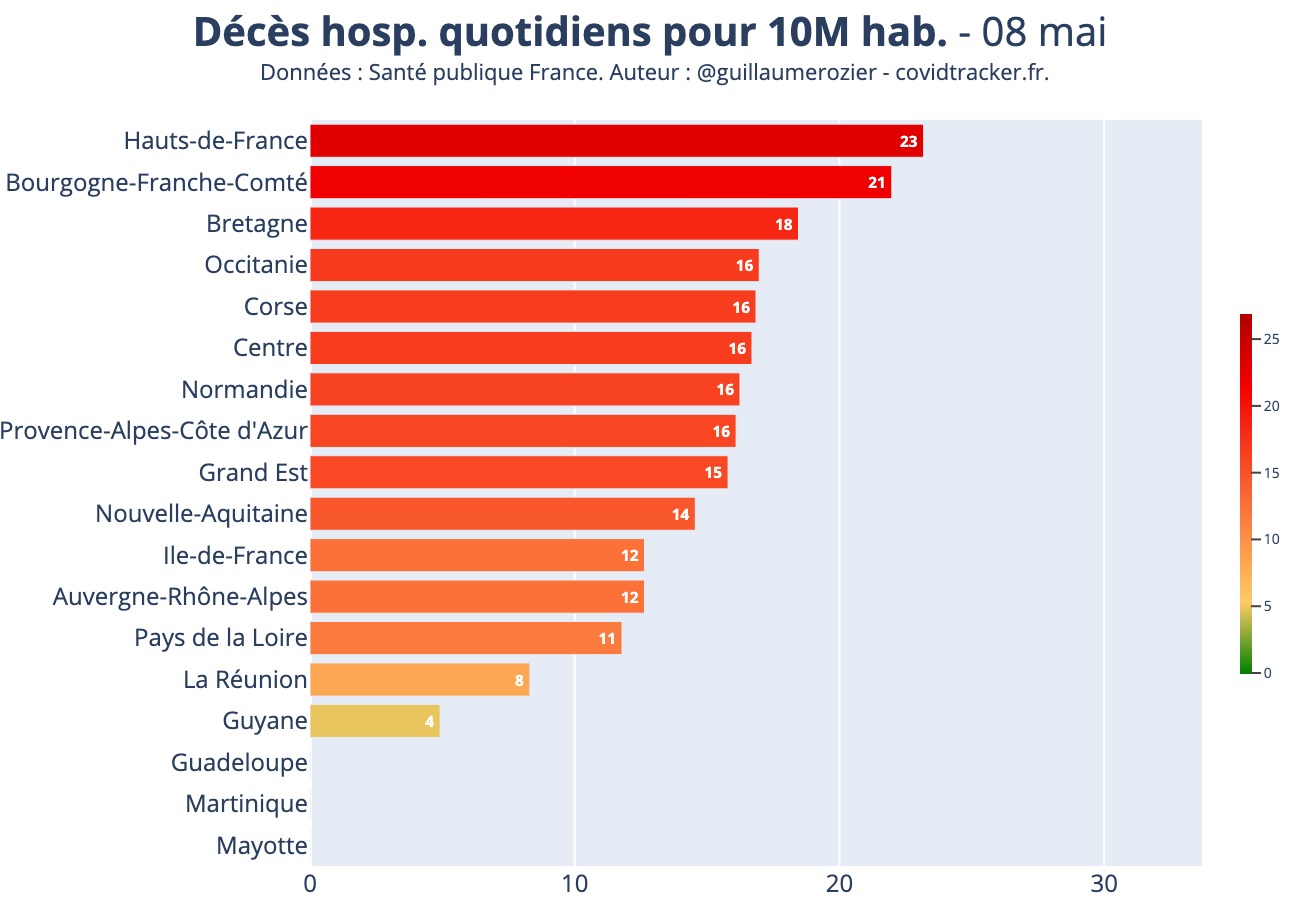 Décès hosp. quotidiens pour 10M hab. - 08 mai
Données : Santé publique France. Auteur : @guillaumerozier - covidtracker.fr.
Hauts-de-France 23
Bourgogne-Franche-Comté 21
Bretagne 18
Occitanie 16
Corse 16
Centre 16
Normandie 16
Provence-Alpes-Côte d'Azur 16
Grand Est 15
Nouvelle-Aquitaine 14
Ile-de-France 12
Auvergne-Rhône-Alpes 12
Pays de la Loire 11
La Réunion 8
Guyane 4
Guadeloupe
Martinique
Mayotte
0 10 20 30
25
20
15
10
5
0